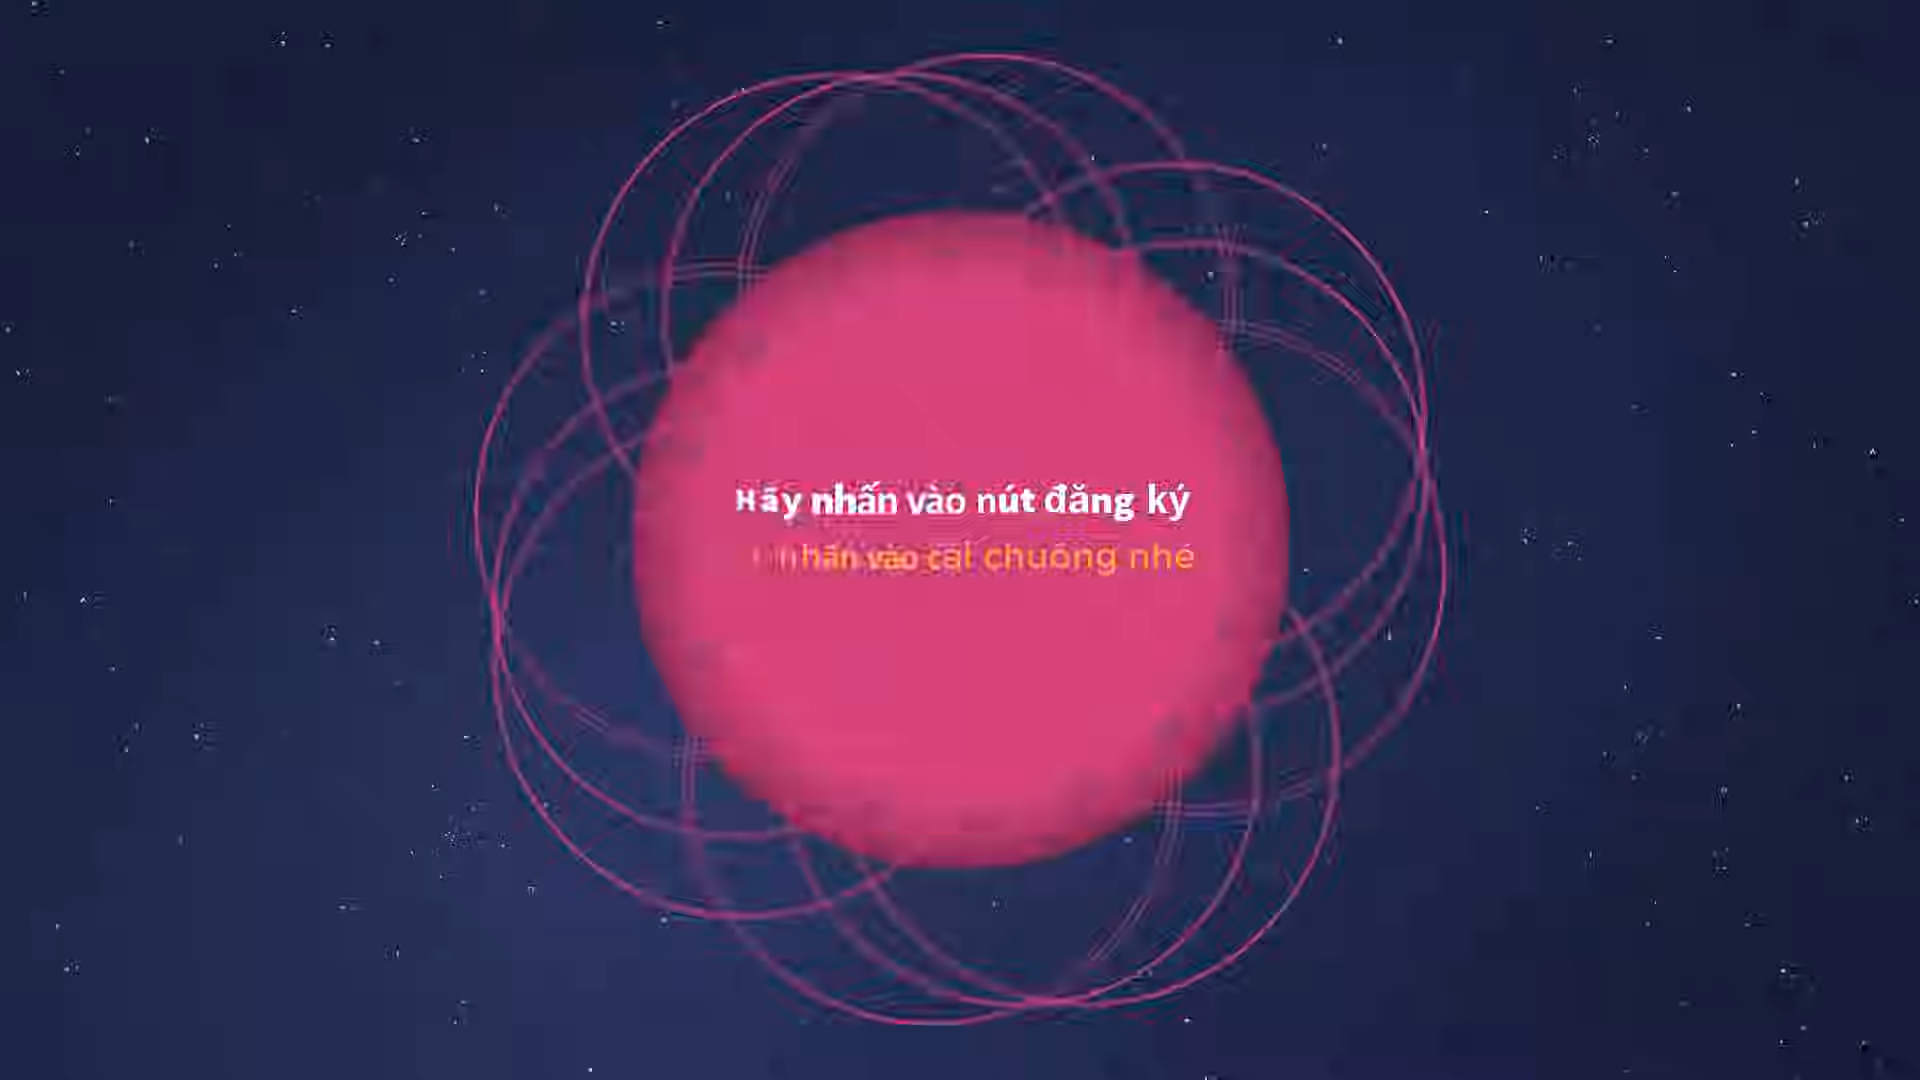 Hãy nhấn vào nút đăng ký
nhấn vào cái chuông nhé